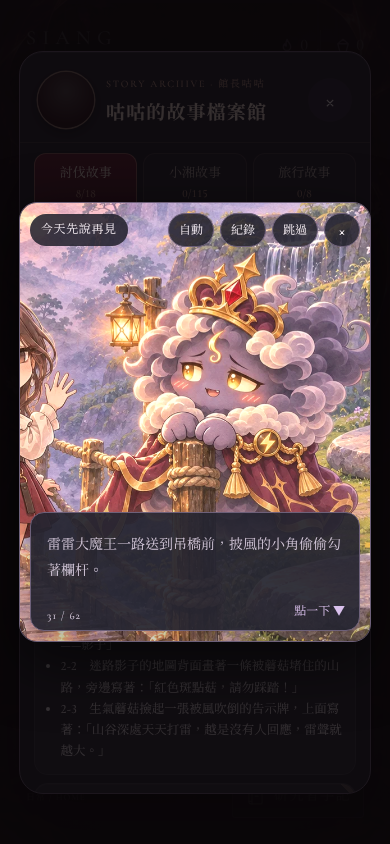 SIANG
STORY ARCHIVE · 館長咕咕
咕咕的故事檔案館
×
討伐故事
小湘故事
旅行故事
8/18
0/115
0/8
今天先說再見
自動
紀錄
跳過
×
雷雷大魔王一路送到吊橋前，披風的小角偷偷勾
著欄杆。
31 / 62
點一下▼
2-2 迷路影子的地圖背面畫著一條被蘑菇堵住的山
路，旁邊寫著：「紅色斑點菇，請勿踩踏！」
2-3 生氣蘑菇撿起一張被風吹倒的告示牌，上面寫
著：「山谷深處天天打雷，越是沒有人回應，雷聲就
越大。」